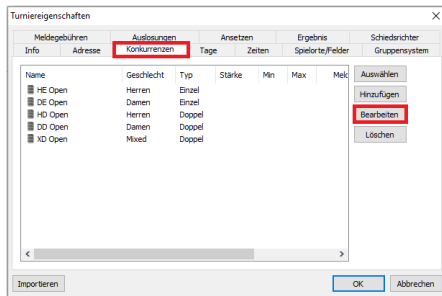 Turniereigenschaften
Meldegebühren Auslosungen Ansetzen Ergebnis Schiedsrichter
Info Adresse Konkurrenzen Tage Zeiten Spielorte/Felder Gruppensystem
Name Geschlecht Typ Stärke Min Max Meld
HE Open Herren Einzel
DE Open Damen Einzel
HD Open Herren Doppel
DD Open Damen Doppel
XD Open Mixed Doppel
Auswählen
Hinzufügen
Bearbeiten
Löschen
Importieren OK Abbrechen